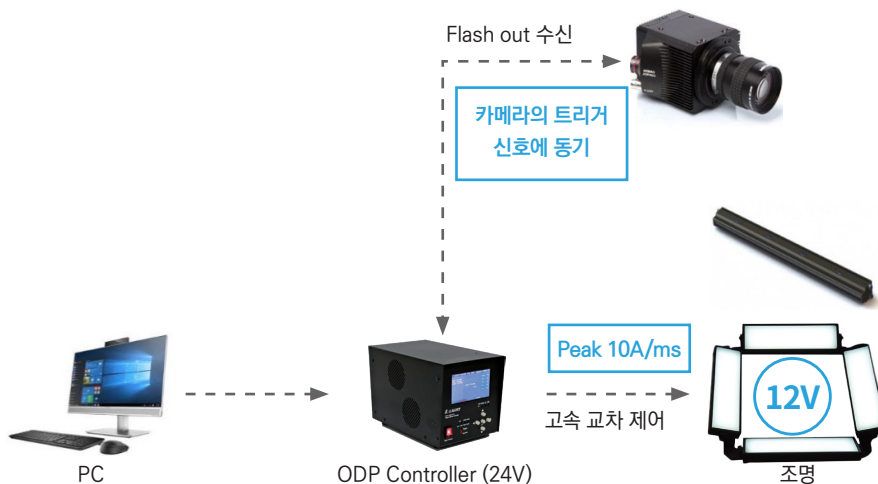 Flash out 수신
카메라의 트리거
신호에 동기
Peak 10A/ms
고속 교차 제어
12V
PC
ODP Controller (24V)
조명